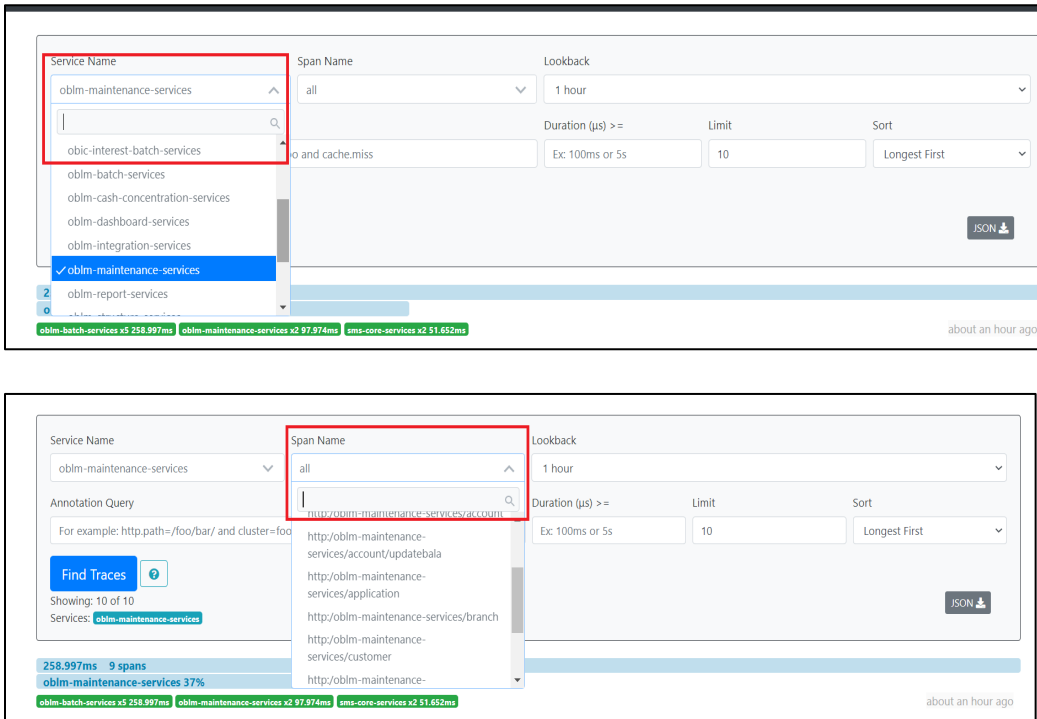 Service Name Span Name Lookback
oblm-maintenance-services all 1 hour
Duration (µs) >= Limit Sort
obic-interest-batch-services o and cache.miss Ex: 100ms or 5s 10 Longest First
oblm-batch-services
oblm-cash-concentration-services
oblm-dashboard-services
JSON
oblm-integration-services
oblm-maintenance-services
2 oblm-report-services
o
oblm-batch-services x5 258.997ms oblm-maintenance-services x2 97.974ms sms-core-services x2 51.652ms about an hour ago
Service Name Span Name Lookback
oblm-maintenance-services all 1 hour
Annotation Query Duration (µs) >= Limit Sort
http:/oblm-maintenance-services/account
For example: http.path=/foo/bar/ and cluster=foo Ex: 100ms or 5s 10 Longest First
http:/oblm-maintenance-
services/account/updatebala
Find Traces ? http:/oblm-maintenance-
services/application
Showing: 10 of 10 JSON
Services: oblm-maintenance-services http:/oblm-maintenance-services/branch
http:/oblm-maintenance-
services/customer
258.997ms 9 spans
http:/oblm-maintenance-
oblm-maintenance-services 37%
oblm-batch-services x5 258.997ms oblm-maintenance-services x2 97.974ms sms-core-services x2 51.652ms about an hour ago